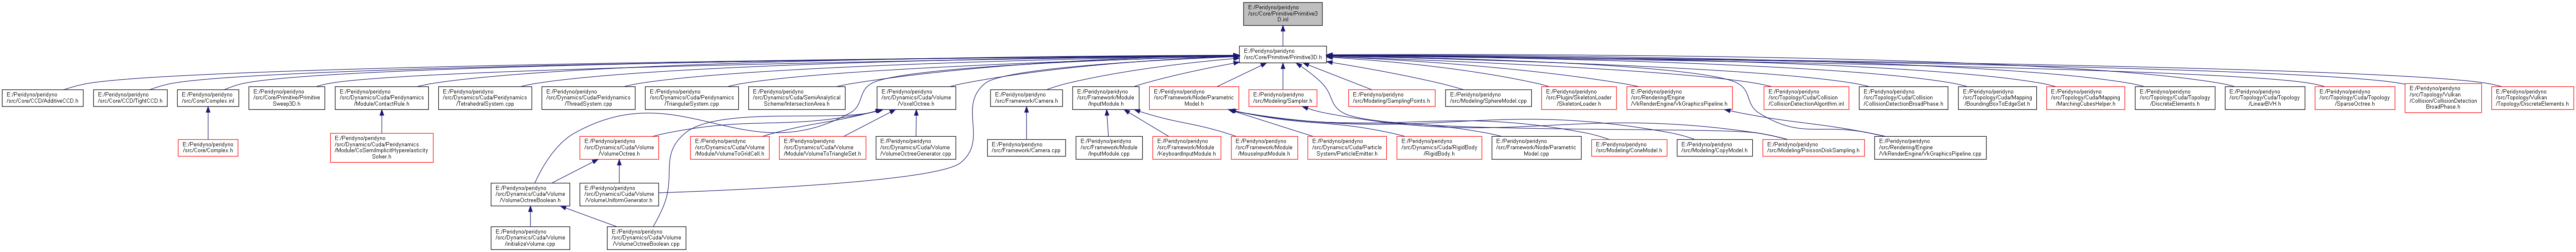 E:/Peridyno/peridyno
/src/Core/Primitive/Primitive3
D.inl
E:/Peridyno/peridyno
/src/Core/Primitive/Primitive3D.h
E:/Peridyno/peridyno
/src/Core/CCD/AdditiveCCD.h
E:/Peridyno/peridyno
/src/Core/CCD/TightCCD.h
E:/Peridyno/peridyno
/src/Core/Complex.inl
E:/Peridyno/peridyno
/src/Core/Primitive/Primitive
Sweep3D.h
E:/Peridyno/peridyno
/src/Dynamics/Cuda/Peridynamics
/Module/ContactRule.h
E:/Peridyno/peridyno
/src/Dynamics/Cuda/Peridynamics
/TetrahedralSystem.cpp
E:/Peridyno/peridyno
/src/Dynamics/Cuda/Peridynamics
/ThreadSystem.cpp
E:/Peridyno/peridyno
/src/Dynamics/Cuda/Peridynamics
/TriangularSystem.cpp
E:/Peridyno/peridyno
/src/Dynamics/Cuda/SemiAnalytical
Scheme/IntersectionArea.h
E:/Peridyno/peridyno
/src/Dynamics/Cuda/Volume
/VoxelOctree.h
E:/Peridyno/peridyno
/src/Framework/Camera.h
E:/Peridyno/peridyno
/src/Framework/Module
/InputModule.h
E:/Peridyno/peridyno
/src/Framework/Node/Parametric
Model.h
E:/Peridyno/peridyno
/src/Modeling/Sampler.h
E:/Peridyno/peridyno
/src/Modeling/SamplingPoints.h
E:/Peridyno/peridyno
/src/Modeling/SphereModel.cpp
E:/Peridyno/peridyno
/src/Plugin/SkeletonLoader
/SkeletonLoader.h
E:/Peridyno/peridyno
/src/Rendering/Engine
/VkRenderEngine/VkGraphicsPipeline.h
E:/Peridyno/peridyno
/src/Topology/Cuda/Collision
/CollisionDetectionAlgorithm.inl
E:/Peridyno/peridyno
/src/Topology/Cuda/Collision
/CollisionDetectionBroadPhase.h
E:/Peridyno/peridyno
/src/Topology/Cuda/Mapping
/BoundingBoxToEdgeSet.h
E:/Peridyno/peridyno
/src/Topology/Cuda/Mapping
/MarchingCubesHelper.h
E:/Peridyno/peridyno
/src/Topology/Cuda/Topology
/DiscreteElements.h
E:/Peridyno/peridyno
/src/Topology/Cuda/Topology
/LinearBVH.h
E:/Peridyno/peridyno
/src/Topology/Cuda/Topology
/SparseOctree.h
E:/Peridyno/peridyno
/src/Topology/Vulkan
/Collision/CollisionDetection
BroadPhase.h
E:/Peridyno/peridyno
/src/Topology/Vulkan
/Topology/DiscreteElements.h
E:/Peridyno/peridyno
/src/Core/Complex.h
E:/Peridyno/peridyno
/src/Dynamics/Cuda/Peridynamics
/Module/CoSemiImplicitHyperelasticity
Solver.h
E:/Peridyno/peridyno
/src/Dynamics/Cuda/Volume
/VolumeOctree.h
E:/Peridyno/peridyno
/src/Dynamics/Cuda/Volume
/Module/VolumeToGridCell.h
E:/Peridyno/peridyno
/src/Dynamics/Cuda/Volume
/Module/VolumeToTriangleSet.h
E:/Peridyno/peridyno
/src/Dynamics/Cuda/Volume
/VolumeOctreeGenerator.cpp
E:/Peridyno/peridyno
/src/Framework/Camera.cpp
E:/Peridyno/peridyno
/src/Framework/Module
/InputModule.cpp
E:/Peridyno/peridyno
/src/Framework/Module
/KeyboardInputModule.h
E:/Peridyno/peridyno
/src/Framework/Module
/MouseInputModule.h
E:/Peridyno/peridyno
/src/Dynamics/Cuda/Particle
System/ParticleEmitter.h
E:/Peridyno/peridyno
/src/Dynamics/Cuda/RigidBody
/RigidBody.h
E:/Peridyno/peridyno
/src/Framework/Node/Parametric
Model.cpp
E:/Peridyno/peridyno
/src/Modeling/ConeModel.h
E:/Peridyno/peridyno
/src/Modeling/CopyModel.h
E:/Peridyno/peridyno
/src/Modeling/PoissonDiskSampling.h
E:/Peridyno/peridyno
/src/Rendering/Engine
/VkRenderEngine/VkGraphicsPipeline.cpp
E:/Peridyno/peridyno
/src/Dynamics/Cuda/Volume
/VolumeOctreeBoolean.h
E:/Peridyno/peridyno
/src/Dynamics/Cuda/Volume
/VolumeUniformGenerator.cpp
E:/Peridyno/peridyno
/src/Dynamics/Cuda/Volume
/initializeVolume.cpp
E:/Peridyno/peridyno
/src/Dynamics/Cuda/Volume
/VolumeOctreeBoolean.cpp